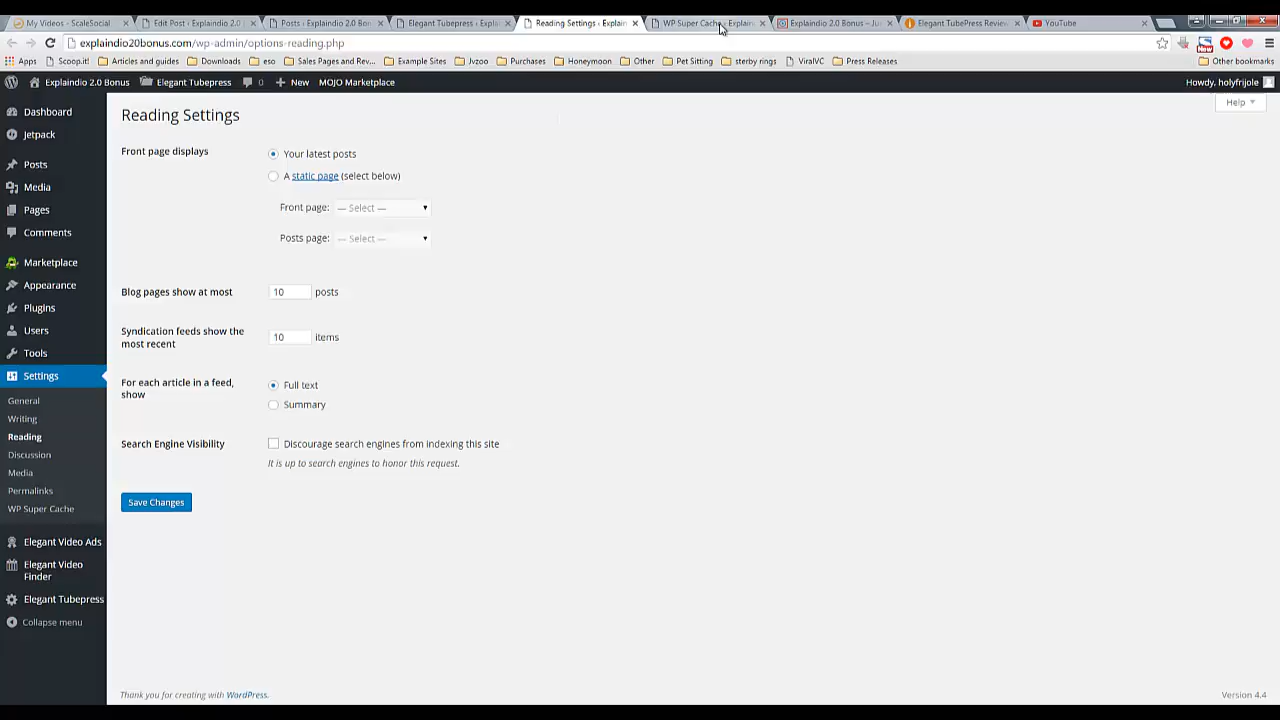 My Videos - ScaleSocial
Edit Post ‹ Explaindio 2.0
Posts ‹ Explaindio 2.0 Bon
Elegant Tubepress ‹ Explai
Reading Settings ‹ Explain
WP Super Cache ‹ Explain
Explaindio 2.0 Bonus – Ju
Elegant TubePress Review
YouTube
explaindio20bonus.com/wp-admin/options-reading.php
New
Apps
Scoop.it!
Articles and guides
Downloads
eso
Sales Pages and Rev...
Jvzoo
Purchases
Example Sites
Honeymoon
Other
Pet Sitting
sterby rings
ViralVC
Press Releases
Other bookmarks
Explaindio 2.0 Bonus
Elegant Tubepress
0
New
MOJO Marketplace
Howdy, holyfrijole
Help
Dashboard
Jetpack
Posts
Media
Pages
Comments
Marketplace
Appearance
Plugins
Users
Tools
Settings
General
Writing
Reading
Discussion
Media
Permalinks
WP Super Cache
Elegant Video Ads
Elegant Video
Finder
Elegant Tubepress
Collapse menu
Reading Settings
Front page displays
Your latest posts
A static page (select below)
Front page: — Select —
Posts page: — Select —
Blog pages show at most 10 posts
Syndication feeds show the
most recent
10 items
For each article in a feed,
show
Full text
Summary
Search Engine Visibility
Discourage search engines from indexing this site
It is up to search engines to honor this request.
Save Changes
Thank you for creating with WordPress.
Version 4.4